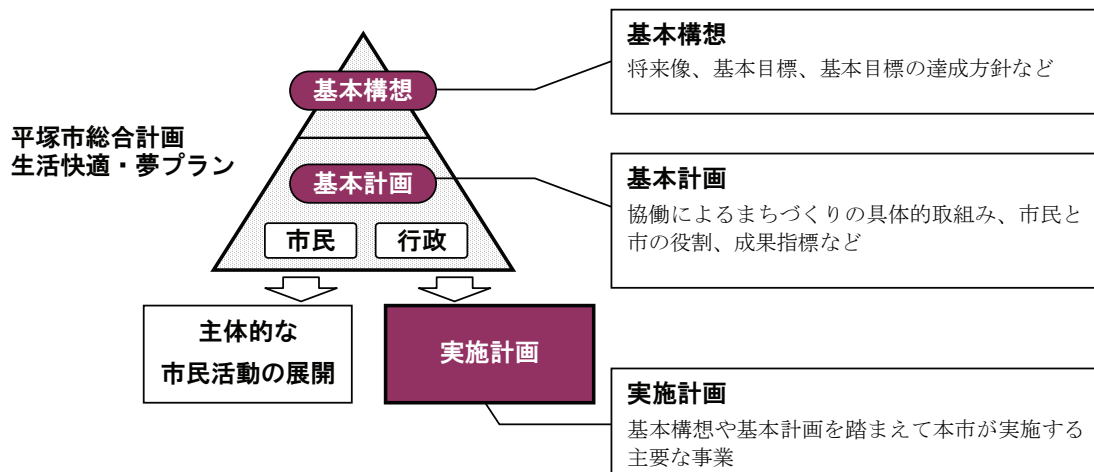 基本構想
将来像、基本目標、基本目標の達成方針など
基本構想
平塚市総合計画
生活快適・夢プラン
基本計画
基本計画
協働によるまちづくりの具体的取組み、市民と
市の役割、成果指標など
市民
行政
主体的な
市民活動の展開
実施計画
実施計画
基本構想や基本計画を踏まえて本市が実施する
主要な事業